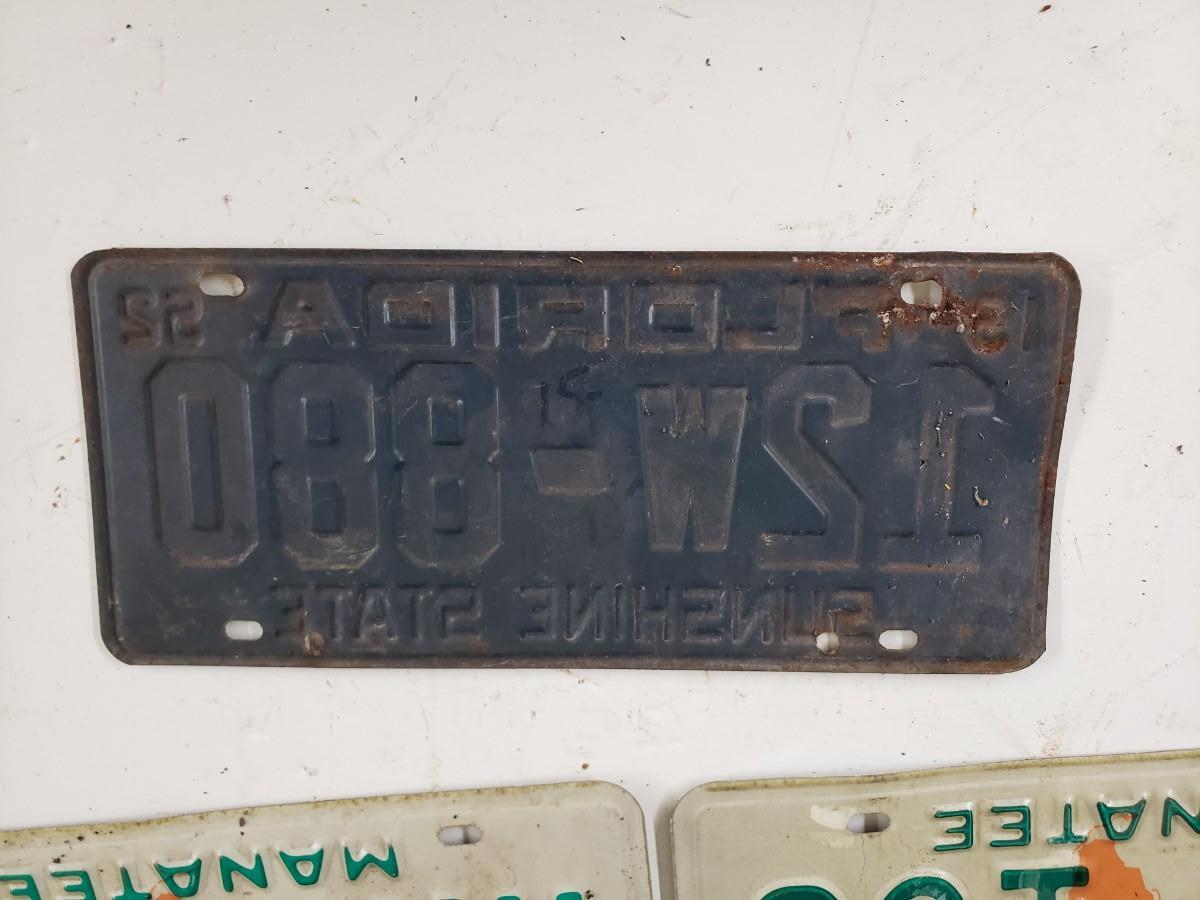 19 FLORIDA 52
12W-880
SUNSHINE STATE
MANATEE
MANATEE